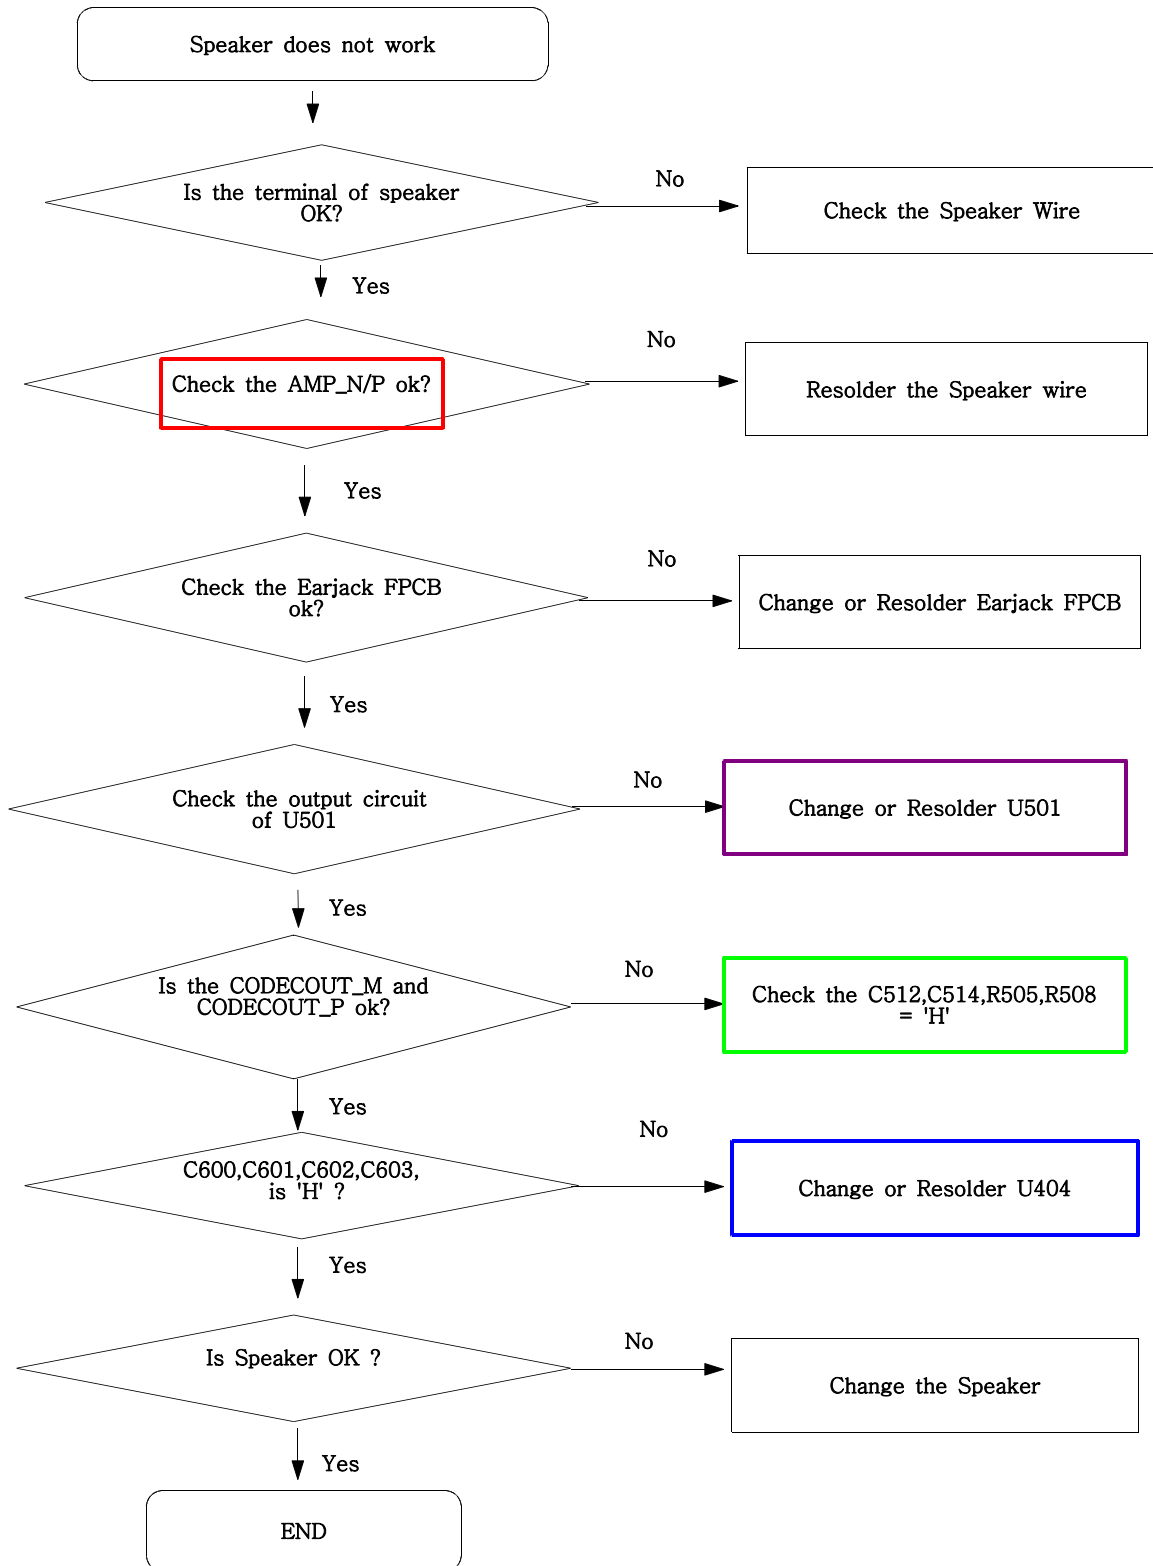 Speaker does not work
Is the terminal of speaker
OK?
No
Check the Speaker Wire
Yes
Check the AMP_N/P ok?
No
Resolder the Speaker wire
Yes
Check the Earjack FPCB
ok?
No
Change or Resolder Earjack FPCB
Yes
Check the output circuit
of U501
No
Change or Resolder U501
Yes
Is the CODECOUT_M and
CODECOUT_P ok?
No
Check the C512,C514,R505,R508
= 'H'
Yes
C600,C601,C602,C603,
is 'H' ?
No
Change or Resolder U404
Yes
Is Speaker OK ?
No
Change the Speaker
Yes
END